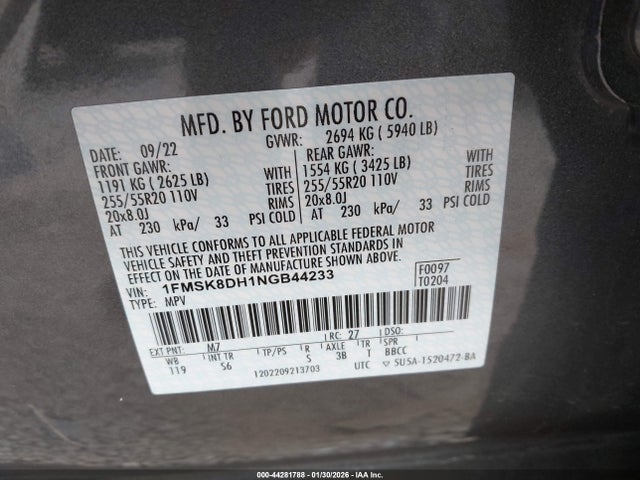 MFD. BY FORD MOTOR CO.
DATE: 09/22 GVWR: 2694 KG ( 5940 LB)
FRONT GAWR: REAR GAWR:
1191 KG ( 2625 LB) WITH 1554 KG ( 3425 LB) WITH
255/55R20 110V TIRES 255/55R20 110V TIRES
20x8.0J RIMS 20x8.0J RIMS
AT 230 kPa/ 33 PSI COLD AT 230 kPa/ 33 PSI COLD
THIS VEHICLE CONFORMS TO ALL APPLICABLE FEDERAL MOTOR
VEHICLE SAFETY AND THEFT PREVENTION STANDARDS IN
EFFECT ON THE DATE OF MANUFACTURE SHOWN ABOVE.
VIN: 1FMSK8DH1NGB44233 F0097
TYPE: MPV T0204
EXT PNT: M7 RC: 27 DSO:
WB INT TR TP/PS R AXLE TR SPR
119 S6 S 3B T BBCC
1202209213703 UTC ▽ 5U5A-1520472-BA
000-44281788 - 01/30/2026 - IAA Inc.